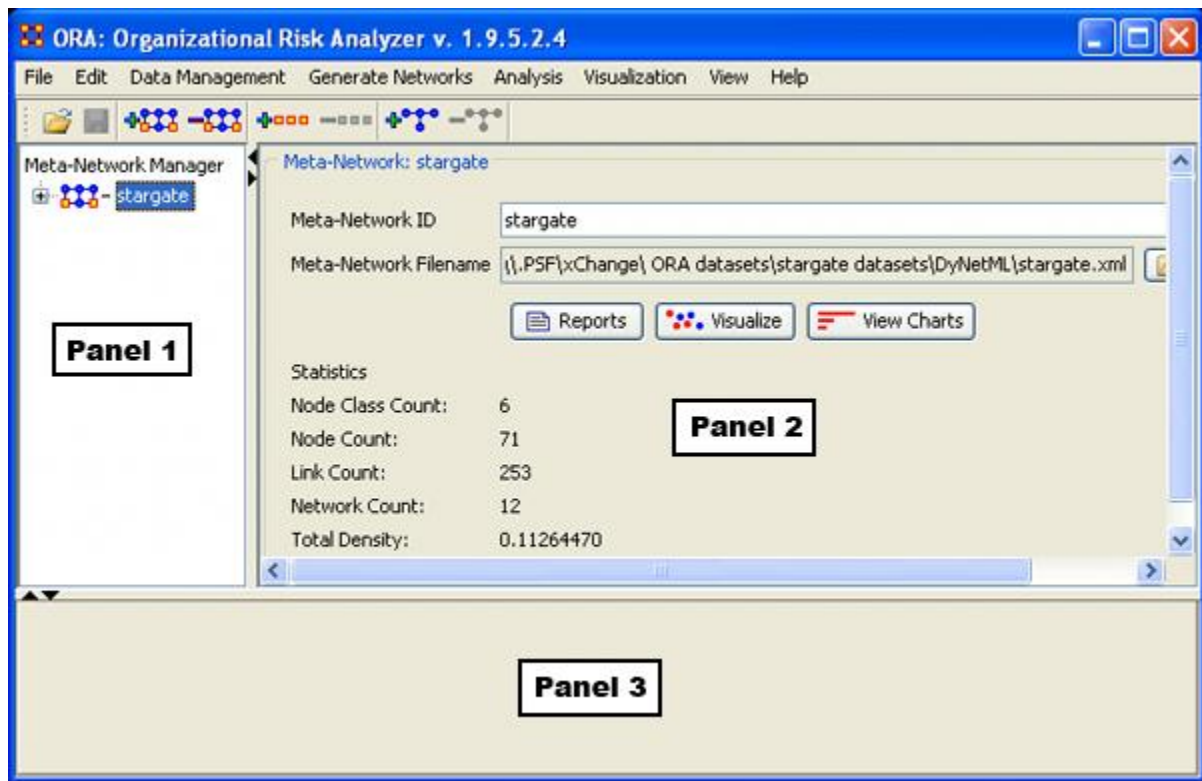 ORA: Organizational Risk Analyzer v. 1.9.5.2.4
File Edit Data Management Generate Networks Analysis Visualization View Help
Meta-Network Manager
stargate
Panel 1
Meta-Network: stargate
Meta-Network ID stargate
Meta-Network Filename \\.PSF\xChange\ ORA datasets\stargate datasets\DyNetML\stargate.xml
Reports Visualize View Charts
Statistics
Node Class Count: 6
Node Count: 71
Link Count: 253
Network Count: 12
Total Density: 0.11264470
Panel 2
Panel 3